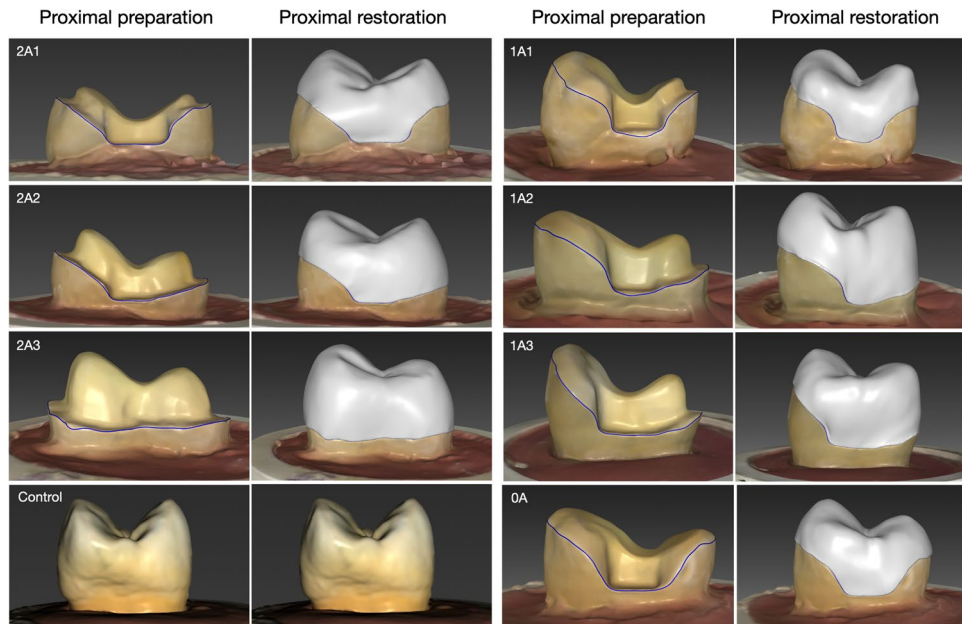 Proximal preparation
Proximal restoration
Proximal preparation
Proximal restoration
2A1
1A1
2A2
1A2
2A3
1A3
Control
0A